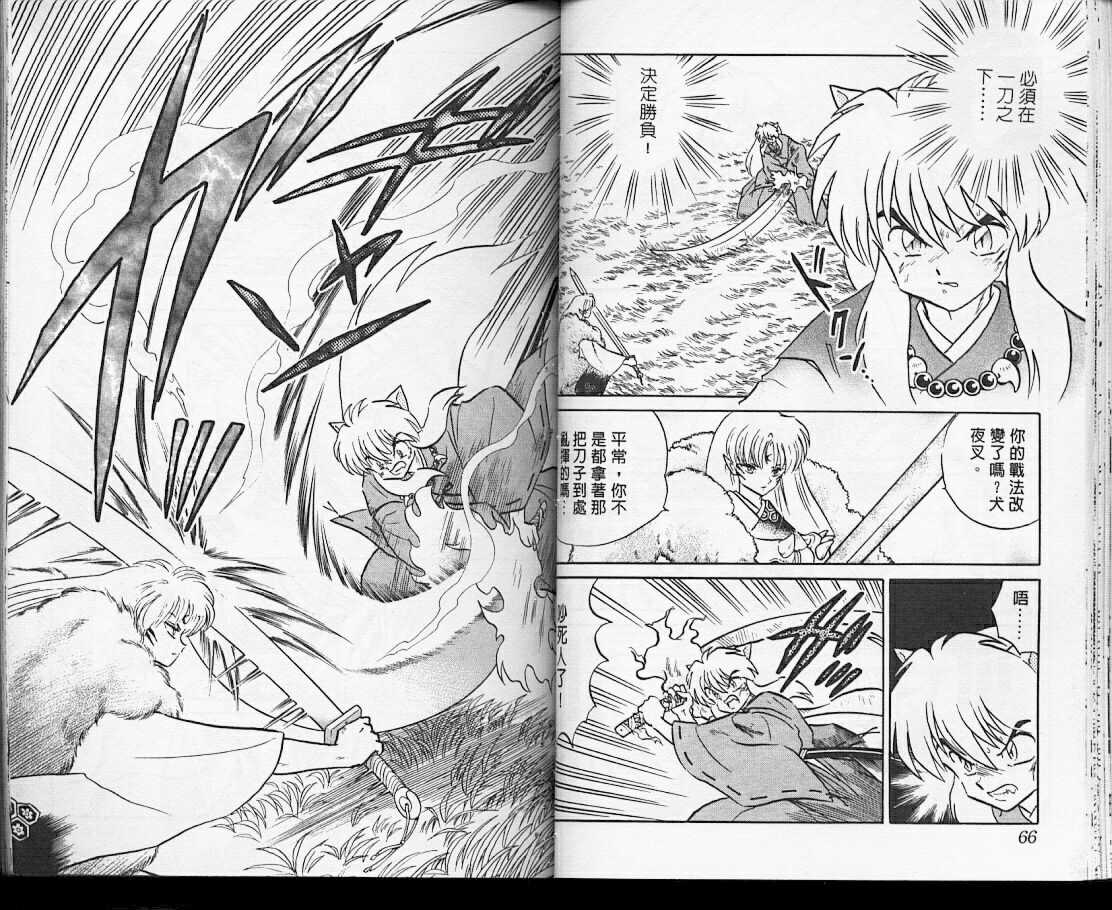 必須在
一刀之
下……
決定勝負！
ク
你的戰法改
變了嗎？犬
夜叉。
平常，你不
是都拿著那
把刀子到處
亂揮的嗎…
唔……
吵死人了！
66